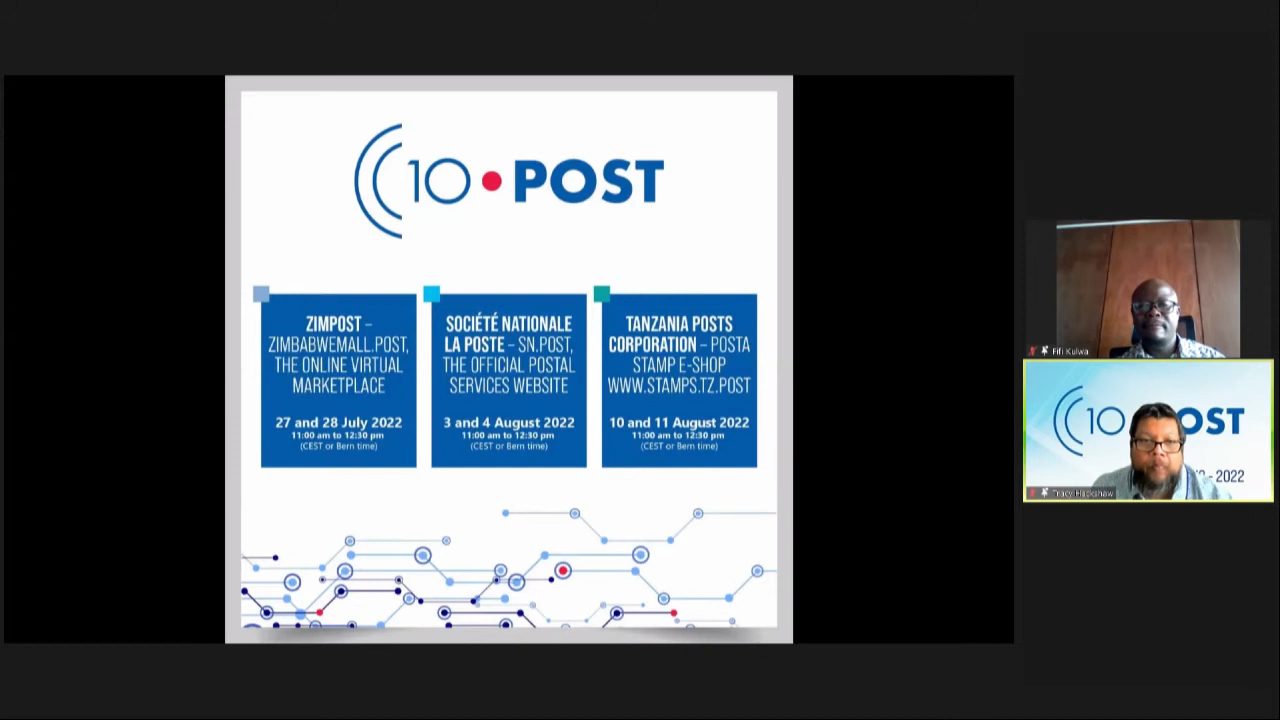 10 • POST
ZIMPOST –
ZIMBABWEMALL.POST,
THE ONLINE VIRTUAL
MARKETPLACE
27 and 28 July 2022
11:00 am to 12:30 pm
(CEST or Bern time)
SOCIÉTÉ NATIONALE
LA POSTE – SN.POST,
THE OFFICIAL POSTAL
SERVICES WEBSITE
3 and 4 August 2022
11:00 am to 12:30 pm
(CEST or Bern time)
TANZANIA POSTS
CORPORATION – POSTA
STAMP E-SHOP
WWW.STAMPS.TZ.POST
10 and 11 August 2022
11:00 am to 12:30 pm
(CEST or Bern time)
Fifi Kulwa
10 OST
- 2022
Tracy Hackshaw